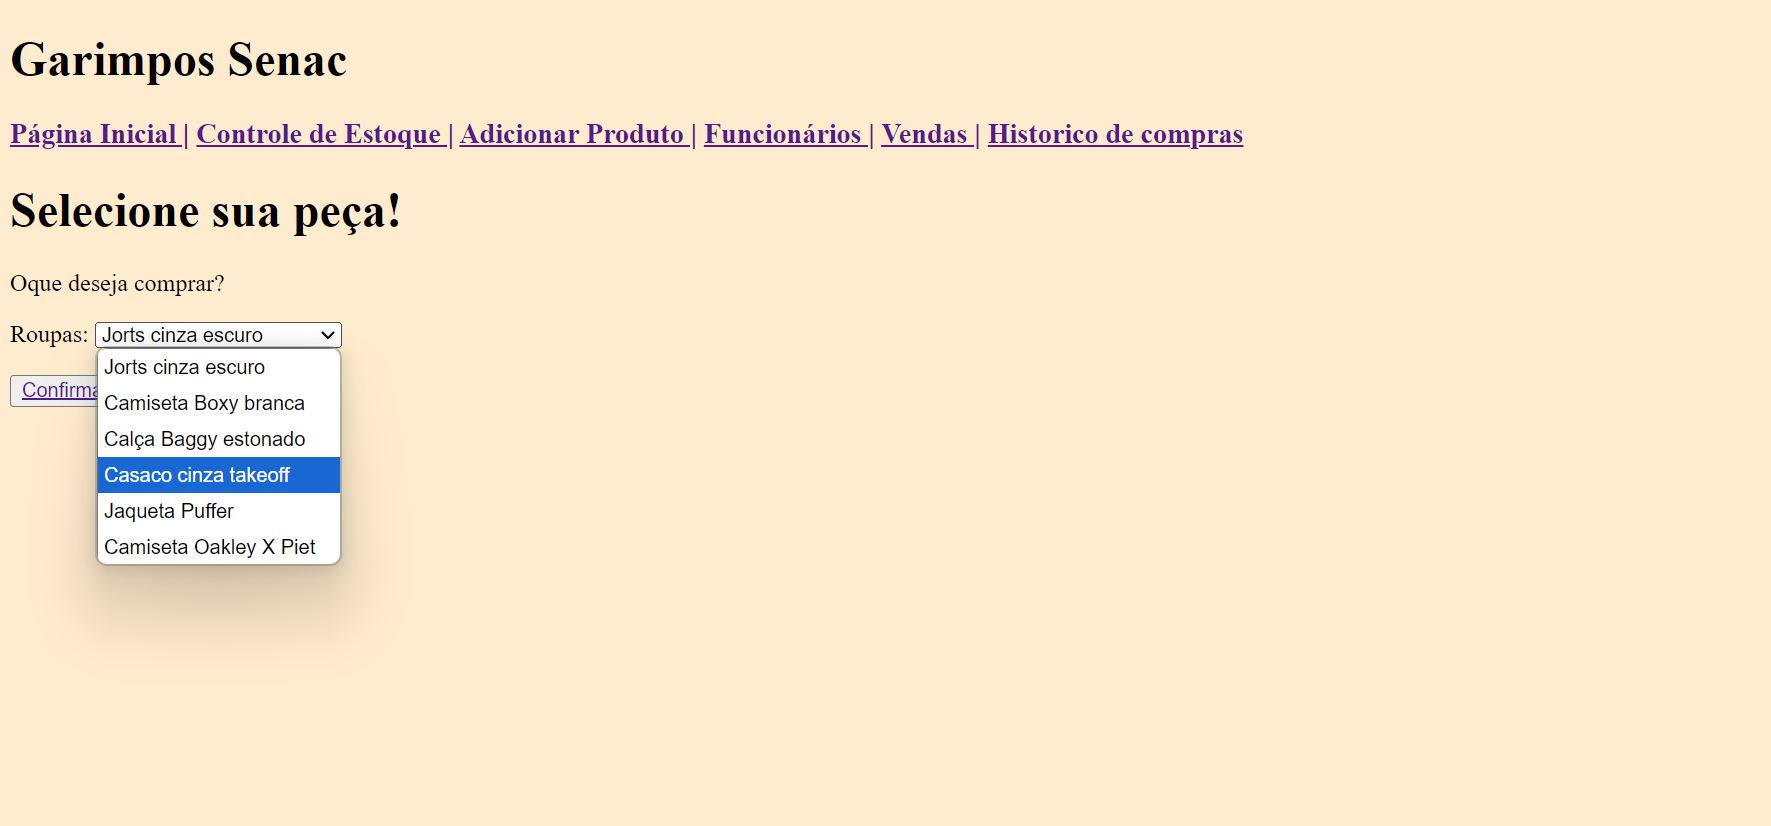 Garimpos Senac
Página Inicial | Controle de Estoque | Adicionar Produto | Funcionários | Vendas | Historico de compras
Selecione sua peça!
Oque deseja comprar?
Roupas: Jorts cinza escuro
Jorts cinza escuro
Confirma
Camiseta Boxy branca
Calça Baggy estonado
Casaco cinza takeoff
Jaqueta Puffer
Camiseta Oakley X Piet